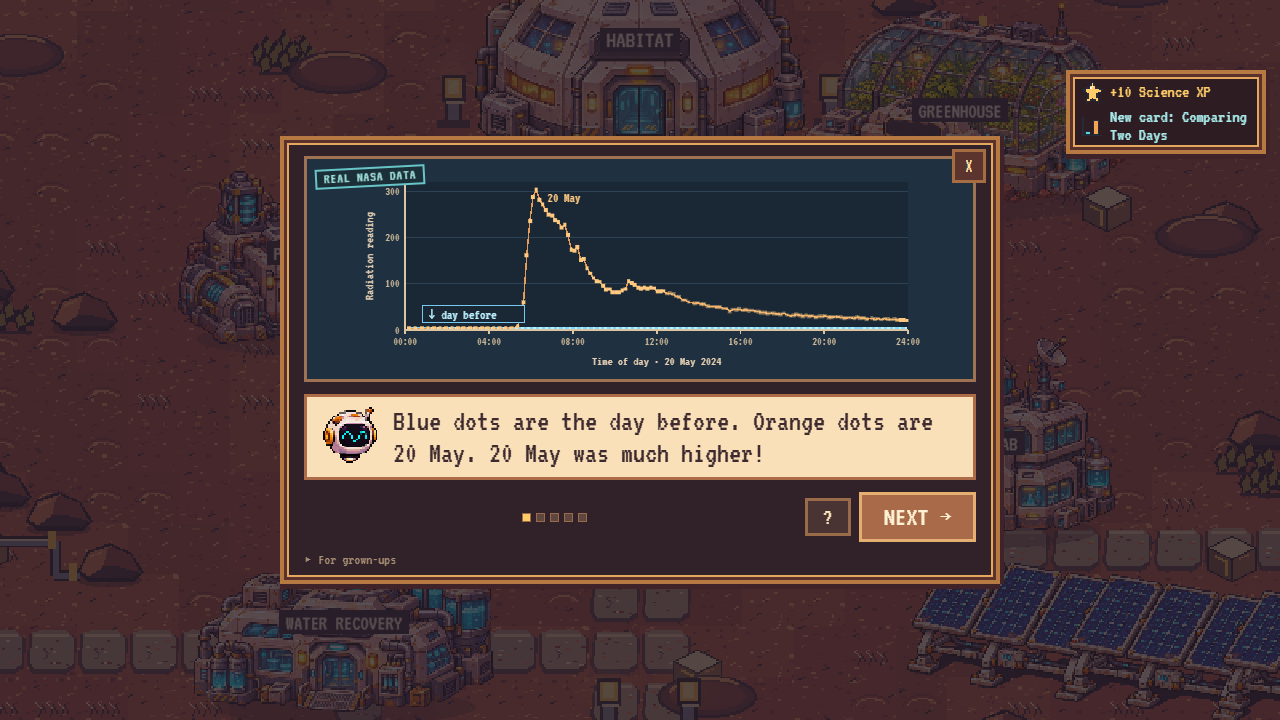 HABITAT
GREENHOUSE
+10 Science XP
New card: Comparing
Two Days
X
REAL NASA DATA
300
200
100
0
Radiation reading
20 May
↓ day before
00:00 04:00 08:00 12:00 16:00 20:00 24:00
Time of day · 20 May 2024
Blue dots are the day before. Orange dots are
20 May. 20 May was much higher!
? NEXT →
▸ For grown-ups
WATER RECOVERY